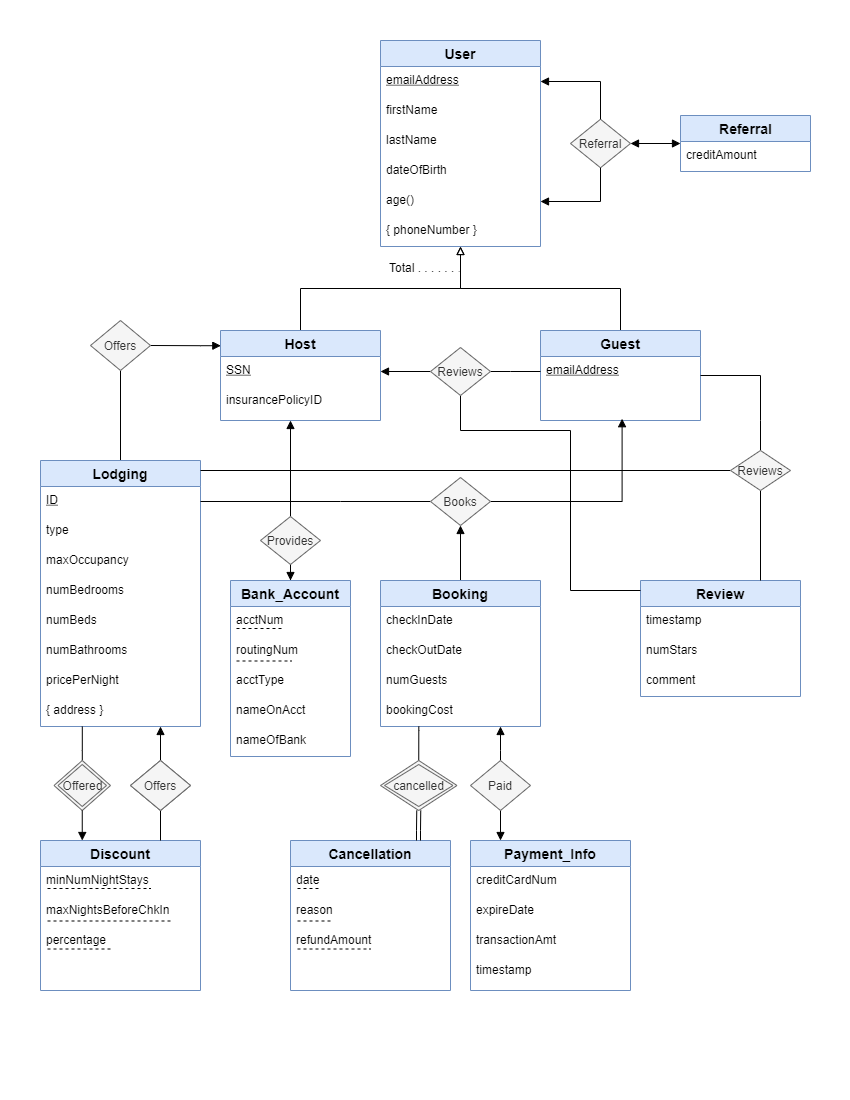 User
emailAddress
firstName
lastName
dateOfBirth
age()
{ phoneNumber }
Referral
Referral
creditAmount
Total . . . . . . .
Offers
Host
SSN
insurancePolicyID
Reviews
Guest
emailAddress
Reviews
Lodging
ID
type
maxOccupancy
numBedrooms
numBeds
numBathrooms
pricePerNight
{ address }
Books
Provides
Bank_Account
acctNum
routingNum
acctType
nameOnAcct
nameOfBank
Booking
checkInDate
checkOutDate
numGuests
bookingCost
Review
timestamp
numStars
comment
Offered
Offers
cancelled
Paid
Discount
minNumNightStays
maxNightsBeforeChkIn
percentage
Cancellation
date
reason
refundAmount
Payment_Info
creditCardNum
expireDate
transactionAmt
timestamp